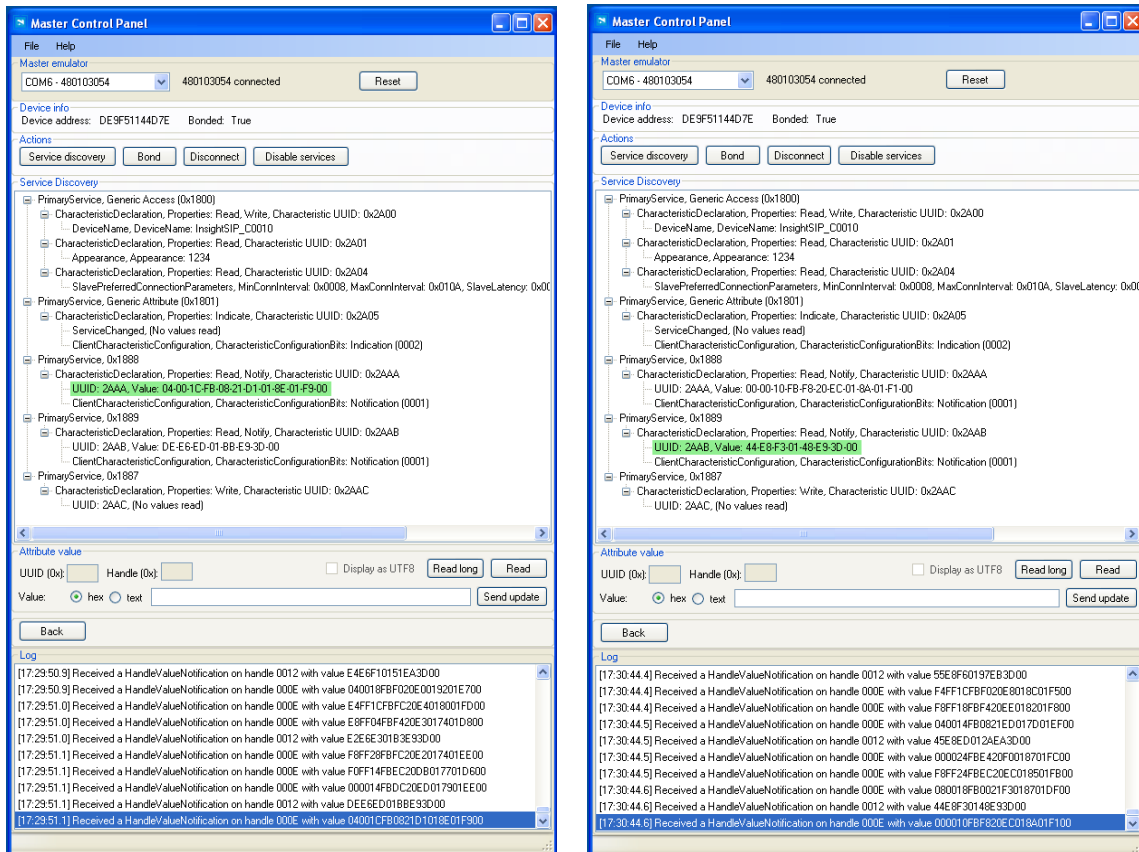 Master Control Panel
File Help
Master emulator
COM6 - 480103054 480103054 connected Reset
Device info
Device address: DE9F51144D7E Bonded: True
Actions
Service discovery Bond Disconnect Disable services
Service Discovery
PrimaryService, Generic Access (0x1800)
CharacteristicDeclaration, Properties: Read, Write, Characteristic UUID: 0x2A00
DeviceName, DeviceName: InsightSIP_C0010
CharacteristicDeclaration, Properties: Read, Characteristic UUID: 0x2A01
Appearance, Appearance: 1234
CharacteristicDeclaration, Properties: Read, Characteristic UUID: 0x2A04
SlavePreferredConnectionParameters, MinConnInterval: 0x0008, MaxConnInterval: 0x010A, SlaveLatency: 0x00
PrimaryService, Generic Attribute (0x1801)
CharacteristicDeclaration, Properties: Indicate, Characteristic UUID: 0x2A05
ServiceChanged, (No values read)
ClientCharacteristicConfiguration, CharacteristicConfigurationBits: Indication (0002)
PrimaryService, 0x1888
CharacteristicDeclaration, Properties: Read, Notify, Characteristic UUID: 0x2AAA
UUID: 2AAA, Value: 04-00-1C-FB-08-21-D1-01-8E-01-F9-00
ClientCharacteristicConfiguration, CharacteristicConfigurationBits: Notification (0001)
PrimaryService, 0x1889
CharacteristicDeclaration, Properties: Read, Notify, Characteristic UUID: 0x2AAB
UUID: 2AAB, Value: DE-E6-ED-01-BB-E9-3D-00
ClientCharacteristicConfiguration, CharacteristicConfigurationBits: Notification (0001)
PrimaryService, 0x1887
CharacteristicDeclaration, Properties: Write, Characteristic UUID: 0x2AAC
UUID: 2AAC, (No values read)
Attribute value
UUID (0x): Handle (0x): Display as UTF8 Read long Read
Value: hex text Send update
Back
Log
[17:29:50.9] Received a HandleValueNotification on handle 0012 with value E4E6F10151EA3D00
[17:29:50.9] Received a HandleValueNotification on handle 000E with value 040018FBF020E0019201E700
[17:29:51.0] Received a HandleValueNotification on handle 000E with value E4FF1CFBFC20E4018001FD00
[17:29:51.0] Received a HandleValueNotification on handle 000E with value E8FF04FBF420E3017401D800
[17:29:51.0] Received a HandleValueNotification on handle 0012 with value E2E6E301B3E93D00
[17:29:51.1] Received a HandleValueNotification on handle 000E with value F8FF28FBFC20E2017401EE00
[17:29:51.1] Received a HandleValueNotification on handle 000E with value F0FF14FBEC20DB017701D600
[17:29:51.1] Received a HandleValueNotification on handle 000E with value 000014FBDC20ED017901EE00
[17:29:51.1] Received a HandleValueNotification on handle 0012 with value DEE6ED01BBE93D00
[17:29:51.1] Received a HandleValueNotification on handle 000E with value 04001CFB0821D1018E01F900
Master Control Panel
File Help
Master emulator
COM6 - 480103054 480103054 connected Reset
Device info
Device address: DE9F51144D7E Bonded: True
Actions
Service discovery Bond Disconnect Disable services
Service Discovery
PrimaryService, Generic Access (0x1800)
CharacteristicDeclaration, Properties: Read, Write, Characteristic UUID: 0x2A00
DeviceName, DeviceName: InsightSIP_C0010
CharacteristicDeclaration, Properties: Read, Characteristic UUID: 0x2A01
Appearance, Appearance: 1234
CharacteristicDeclaration, Properties: Read, Characteristic UUID: 0x2A04
SlavePreferredConnectionParameters, MinConnInterval: 0x0008, MaxConnInterval: 0x010A, SlaveLatency: 0x00
PrimaryService, Generic Attribute (0x1801)
CharacteristicDeclaration, Properties: Indicate, Characteristic UUID: 0x2A05
ServiceChanged, (No values read)
ClientCharacteristicConfiguration, CharacteristicConfigurationBits: Indication (0002)
PrimaryService, 0x1888
CharacteristicDeclaration, Properties: Read, Notify, Characteristic UUID: 0x2AAA
UUID: 2AAA, Value: 00-00-10-FB-F8-20-EC-01-8A-01-F1-00
ClientCharacteristicConfiguration, CharacteristicConfigurationBits: Notification (0001)
PrimaryService, 0x1889
CharacteristicDeclaration, Properties: Read, Notify, Characteristic UUID: 0x2AAB
UUID: 2AAB, Value: 44-E8-F3-01-48-E9-3D-00
ClientCharacteristicConfiguration, CharacteristicConfigurationBits: Notification (0001)
PrimaryService, 0x1887
CharacteristicDeclaration, Properties: Write, Characteristic UUID: 0x2AAC
UUID: 2AAC, (No values read)
Attribute value
UUID (0x): Handle (0x): Display as UTF8 Read long Read
Value: hex text Send update
Back
Log
[17:30:44.4] Received a HandleValueNotification on handle 0012 with value 55E8F60197EB3D00
[17:30:44.4] Received a HandleValueNotification on handle 000E with value F4FF1CFBF020E8018C01F500
[17:30:44.4] Received a HandleValueNotification on handle 000E with value F8FF18FBF420EE018201F800
[17:30:44.5] Received a HandleValueNotification on handle 000E with value 040014FB0821ED017D01EF00
[17:30:44.5] Received a HandleValueNotification on handle 0012 with value 45E8ED012AEA3D00
[17:30:44.5] Received a HandleValueNotification on handle 000E with value 000024FBE420F0018701FC00
[17:30:44.5] Received a HandleValueNotification on handle 000E with value F8FF24FBEC20EC018501FB00
[17:30:44.6] Received a HandleValueNotification on handle 000E with value 080018FB0021F3018701DF00
[17:30:44.6] Received a HandleValueNotification on handle 0012 with value 44E8F30148E93D00
[17:30:44.6] Received a HandleValueNotification on handle 000E with value 000010FBF820EC018A01F100